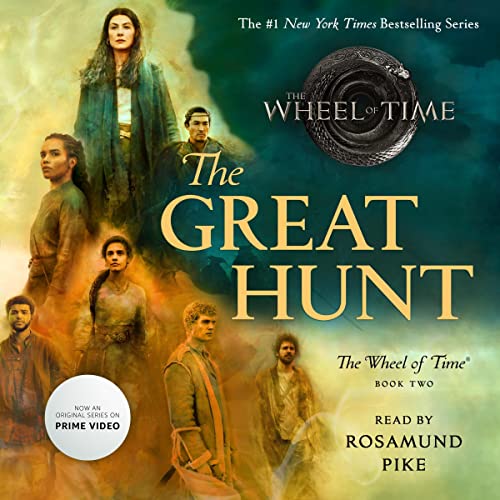 The #1 New York Times Bestselling Series
THE
WHEEL OF TIME
The
GREAT
HUNT
The Wheel of Time®
BOOK TWO
READ BY
ROSAMUND
PIKE
NOW AN
ORIGINAL SERIES ON
PRIME VIDEO